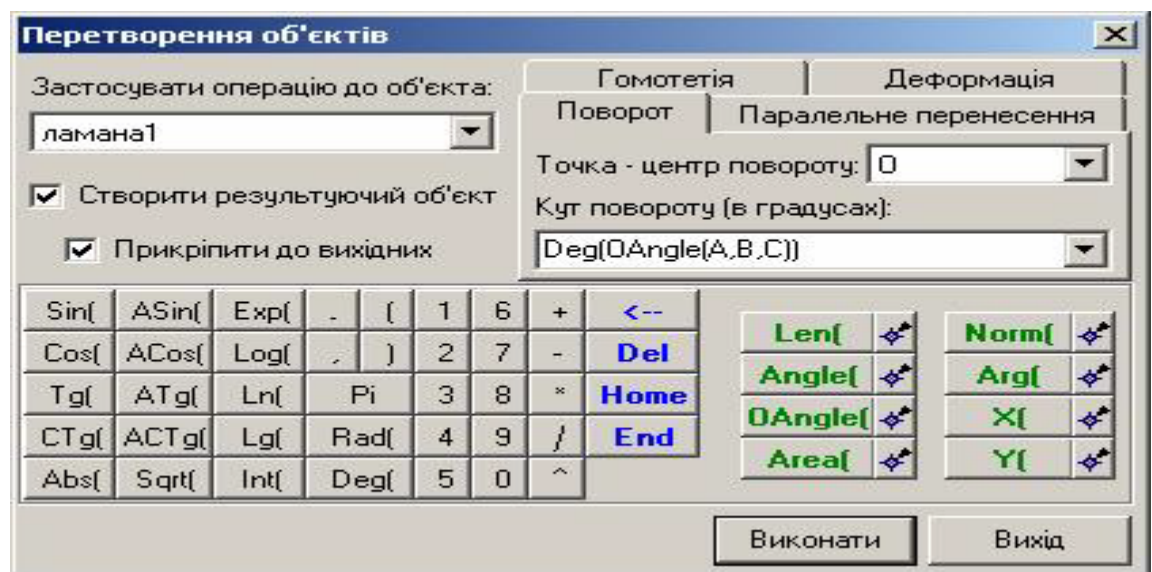 Перетворення об'єктів
Застосувати операцію до об'єкта:
ламана1
Створити результуючий об'єкт
Прикріпити до вихідних
Гомотетія Деформація
Поворот Паралельне перенесення
Точка - центр повороту: O
Кут повороту (в градусах):
Deg(OAngle(A,B,C))
Sin( ASin( Exp( . ( 1 6 + <--
Cos( ACos( Log( , ) 2 7 - Del
Tg( ATg( Ln( Pi 3 8 * Home
CTg( ACTg( Lg( Rad( 4 9 / End
Abs( Sqrt( Int( Deg( 5 0 ^
Len( Norm(
Angle( Arg(
OAngle( X(
Area( Y(
Виконати Вихід